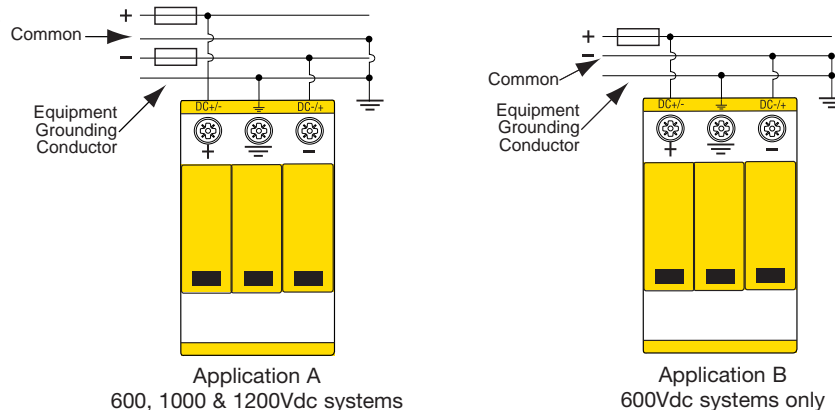 +
Common
–
Equipment
Grounding
Conductor
DC+/- ⏚ DC-/+
+ ⏚ –
Application A
600, 1000 & 1200Vdc systems
+
–
Common
Equipment
Grounding
Conductor
DC+/- ⏚ DC-/+
+ ⏚ –
Application B
600Vdc systems only